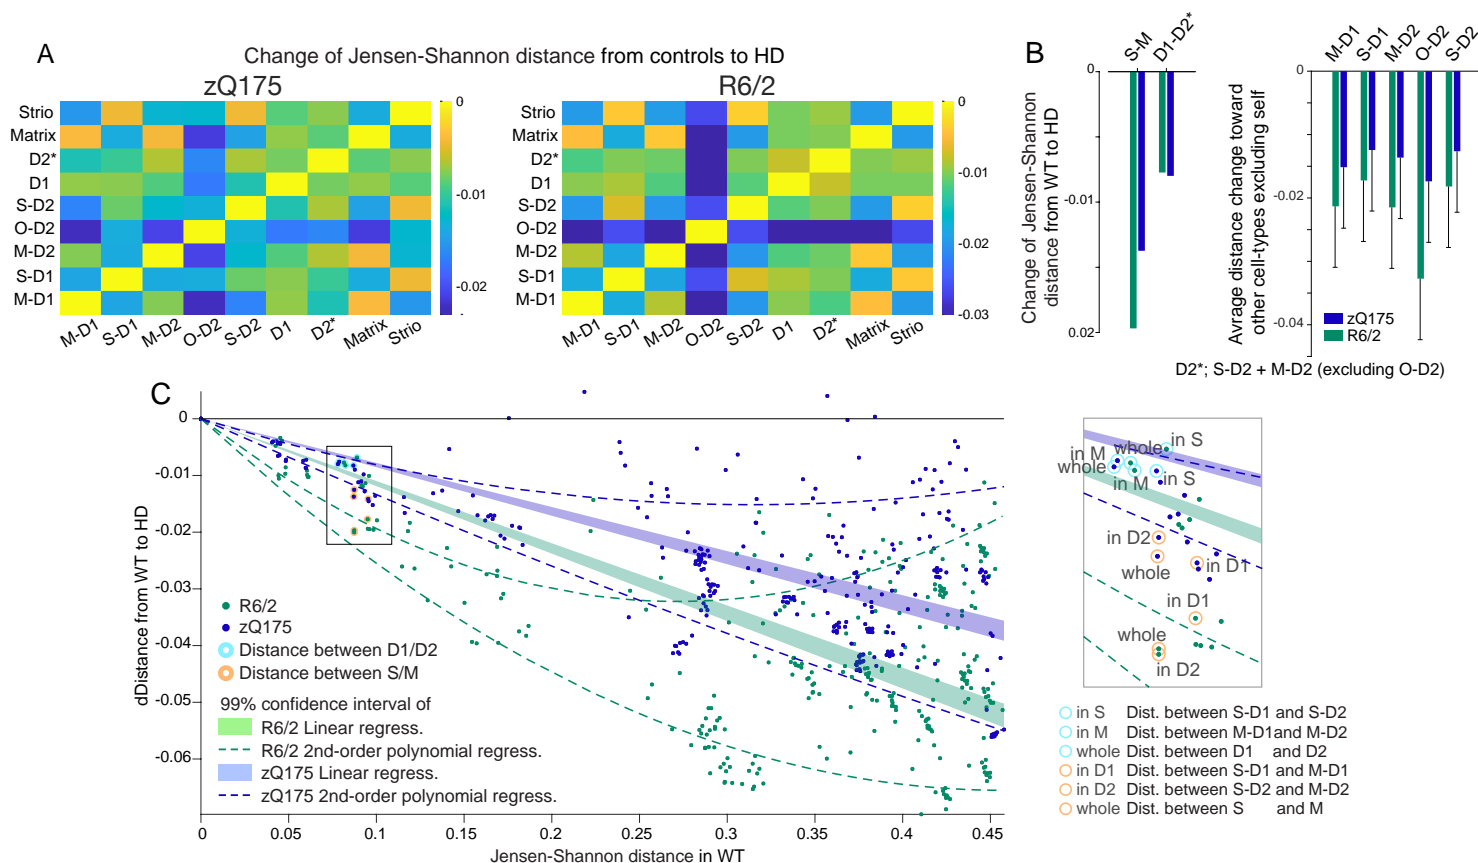 A
Change of Jensen-Shannon distance from controls to HD
zQ175
R6/2
Strio
Matrix
D2*
D1
S-D2
O-D2
M-D2
S-D1
M-D1
M-D1 S-D1 M-D2 O-D2 S-D2 D1 D2* Matrix Strio
0
-0.01
-0.02
Strio
Matrix
D2*
D1
S-D2
O-D2
M-D2
S-D1
M-D1
M-D1 S-D1 M-D2 O-D2 S-D2 D1 D2* Matrix Strio
0
-0.01
-0.02
-0.03
B
S-M D1-D2*
Change of Jensen-Shannon
distance from WT to HD
0
-0.01
0.02
M-D1 S-D1 M-D2 O-D2 S-D2
Avrage distance change toward
other cell-types excluding self
0
-0.02
-0.04
zQ175
R6/2
D2*; S-D2 + M-D2 (excluding O-D2)
C
dDistance from WT to HD
0
-0.01
-0.02
-0.03
-0.04
-0.05
-0.06
R6/2
zQ175
Distance between D1/D2
Distance between S/M
99% confidence interval of
R6/2 Linear regress.
R6/2 2nd-order polynomial regress.
zQ175 Linear regress.
zQ175 2nd-order polynomial regress.
0 0.05 0.1 0.15 0.2 0.25 0.3 0.35 0.4 0.45
Jensen-Shannon distance in WT
in S
whole
in M
whole
in M
in S
in D2
whole
in D1
in D1
whole
in D2
in S Dist. between S-D1 and S-D2
in M Dist. between M-D1and M-D2
whole Dist. between D1 and D2
in D1 Dist. between S-D1 and M-D1
in D2 Dist. between S-D2 and M-D2
whole Dist. between S and M